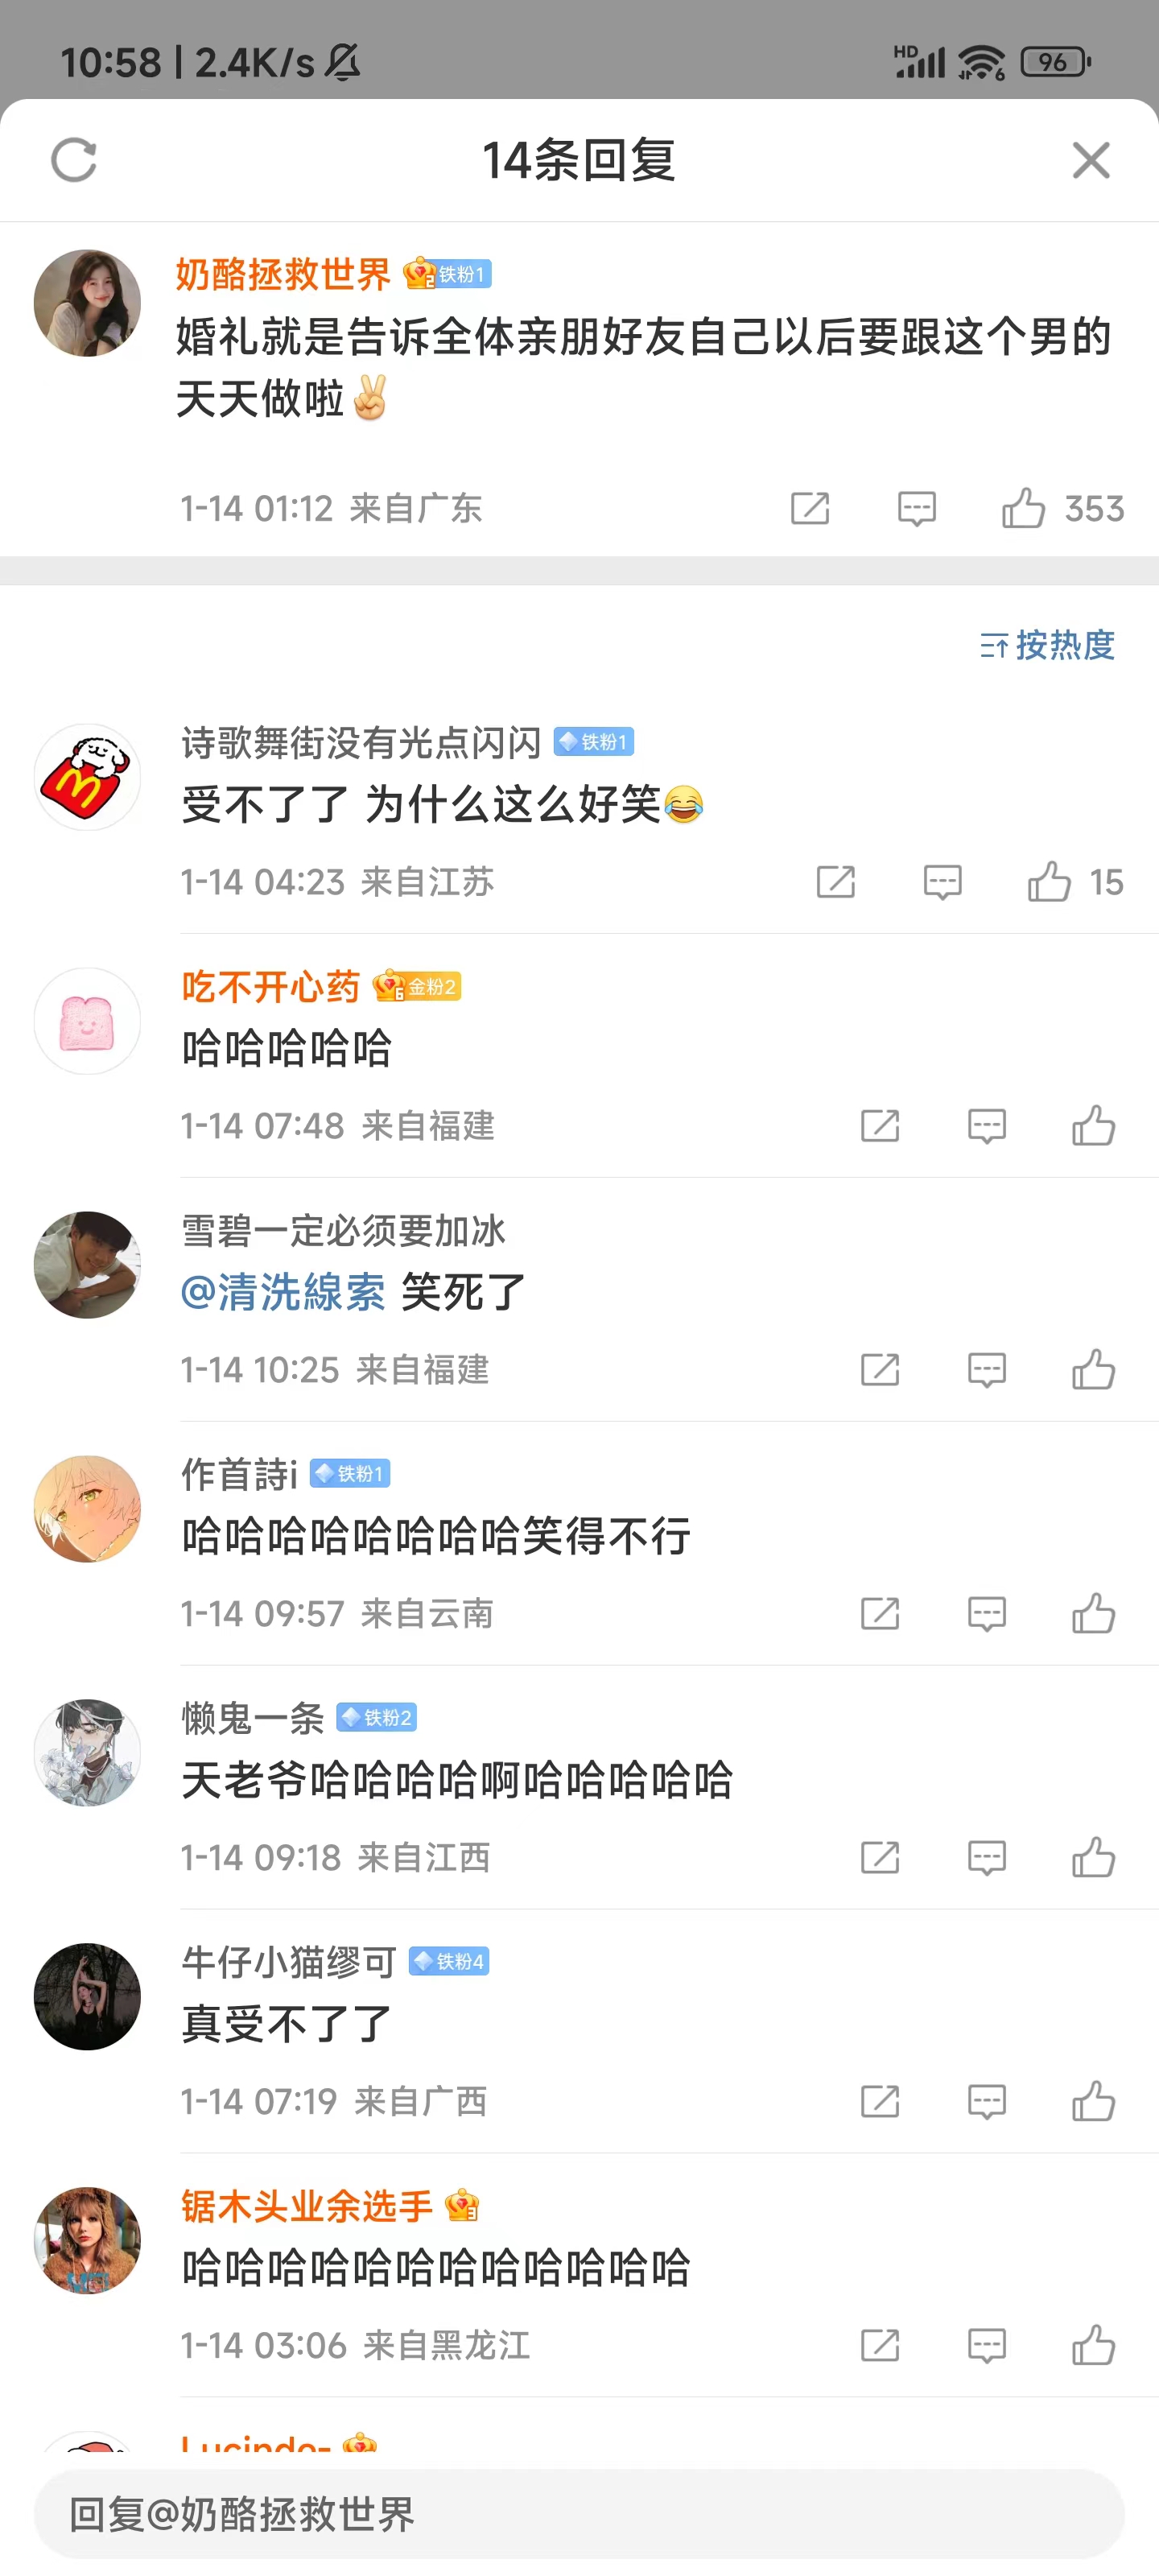 10:58 | 2.4K/s HD 6 96
14条回复
奶酪拯救世界 2 铁粉1
婚礼就是告诉全体亲朋好友自己以后要跟这个男的
天天做啦✌🏻
1-14 01:12 来自广东 353
按热度
诗歌舞街没有光点闪闪 铁粉1
受不了了 为什么这么好笑😂
1-14 04:23 来自江苏 15
吃不开心药 6 金粉2
哈哈哈哈哈
1-14 07:48 来自福建
雪碧一定必须要加冰
@清洗線索 笑死了
1-14 10:25 来自福建
作首詩i 铁粉1
哈哈哈哈哈哈哈哈笑得不行
1-14 09:57 来自云南
懒鬼一条 铁粉2
天老爷哈哈哈哈啊哈哈哈哈哈
1-14 09:18 来自江西
牛仔小猫缪可 铁粉4
真受不了了
1-14 07:19 来自广西
锯木头业余选手 3
哈哈哈哈哈哈哈哈哈哈哈哈
1-14 03:06 来自黑龙江
回复@奶酪拯救世界